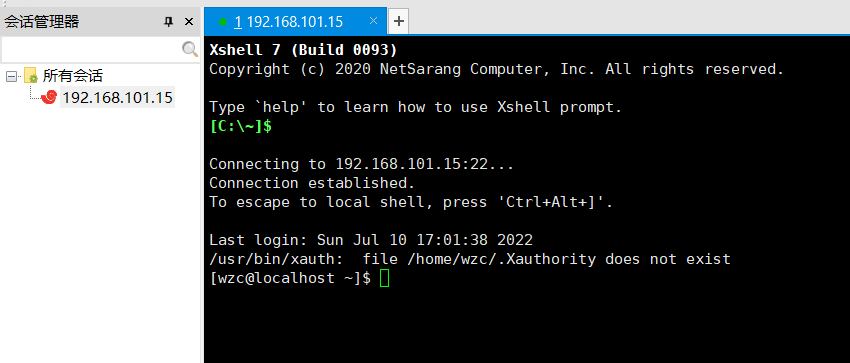 会话管理器
所有会话
192.168.101.15
1 192.168.101.15
Xshell 7 (Build 0093)
Copyright (c) 2020 NetSarang Computer, Inc. All rights reserved.
Type `help' to learn how to use Xshell prompt.
[C:\~]$
Connecting to 192.168.101.15:22...
Connection established.
To escape to local shell, press 'Ctrl+Alt+]'.
Last login: Sun Jul 10 17:01:38 2022
/usr/bin/xauth:  file /home/wzc/.Xauthority does not exist
[wzc@localhost ~]$